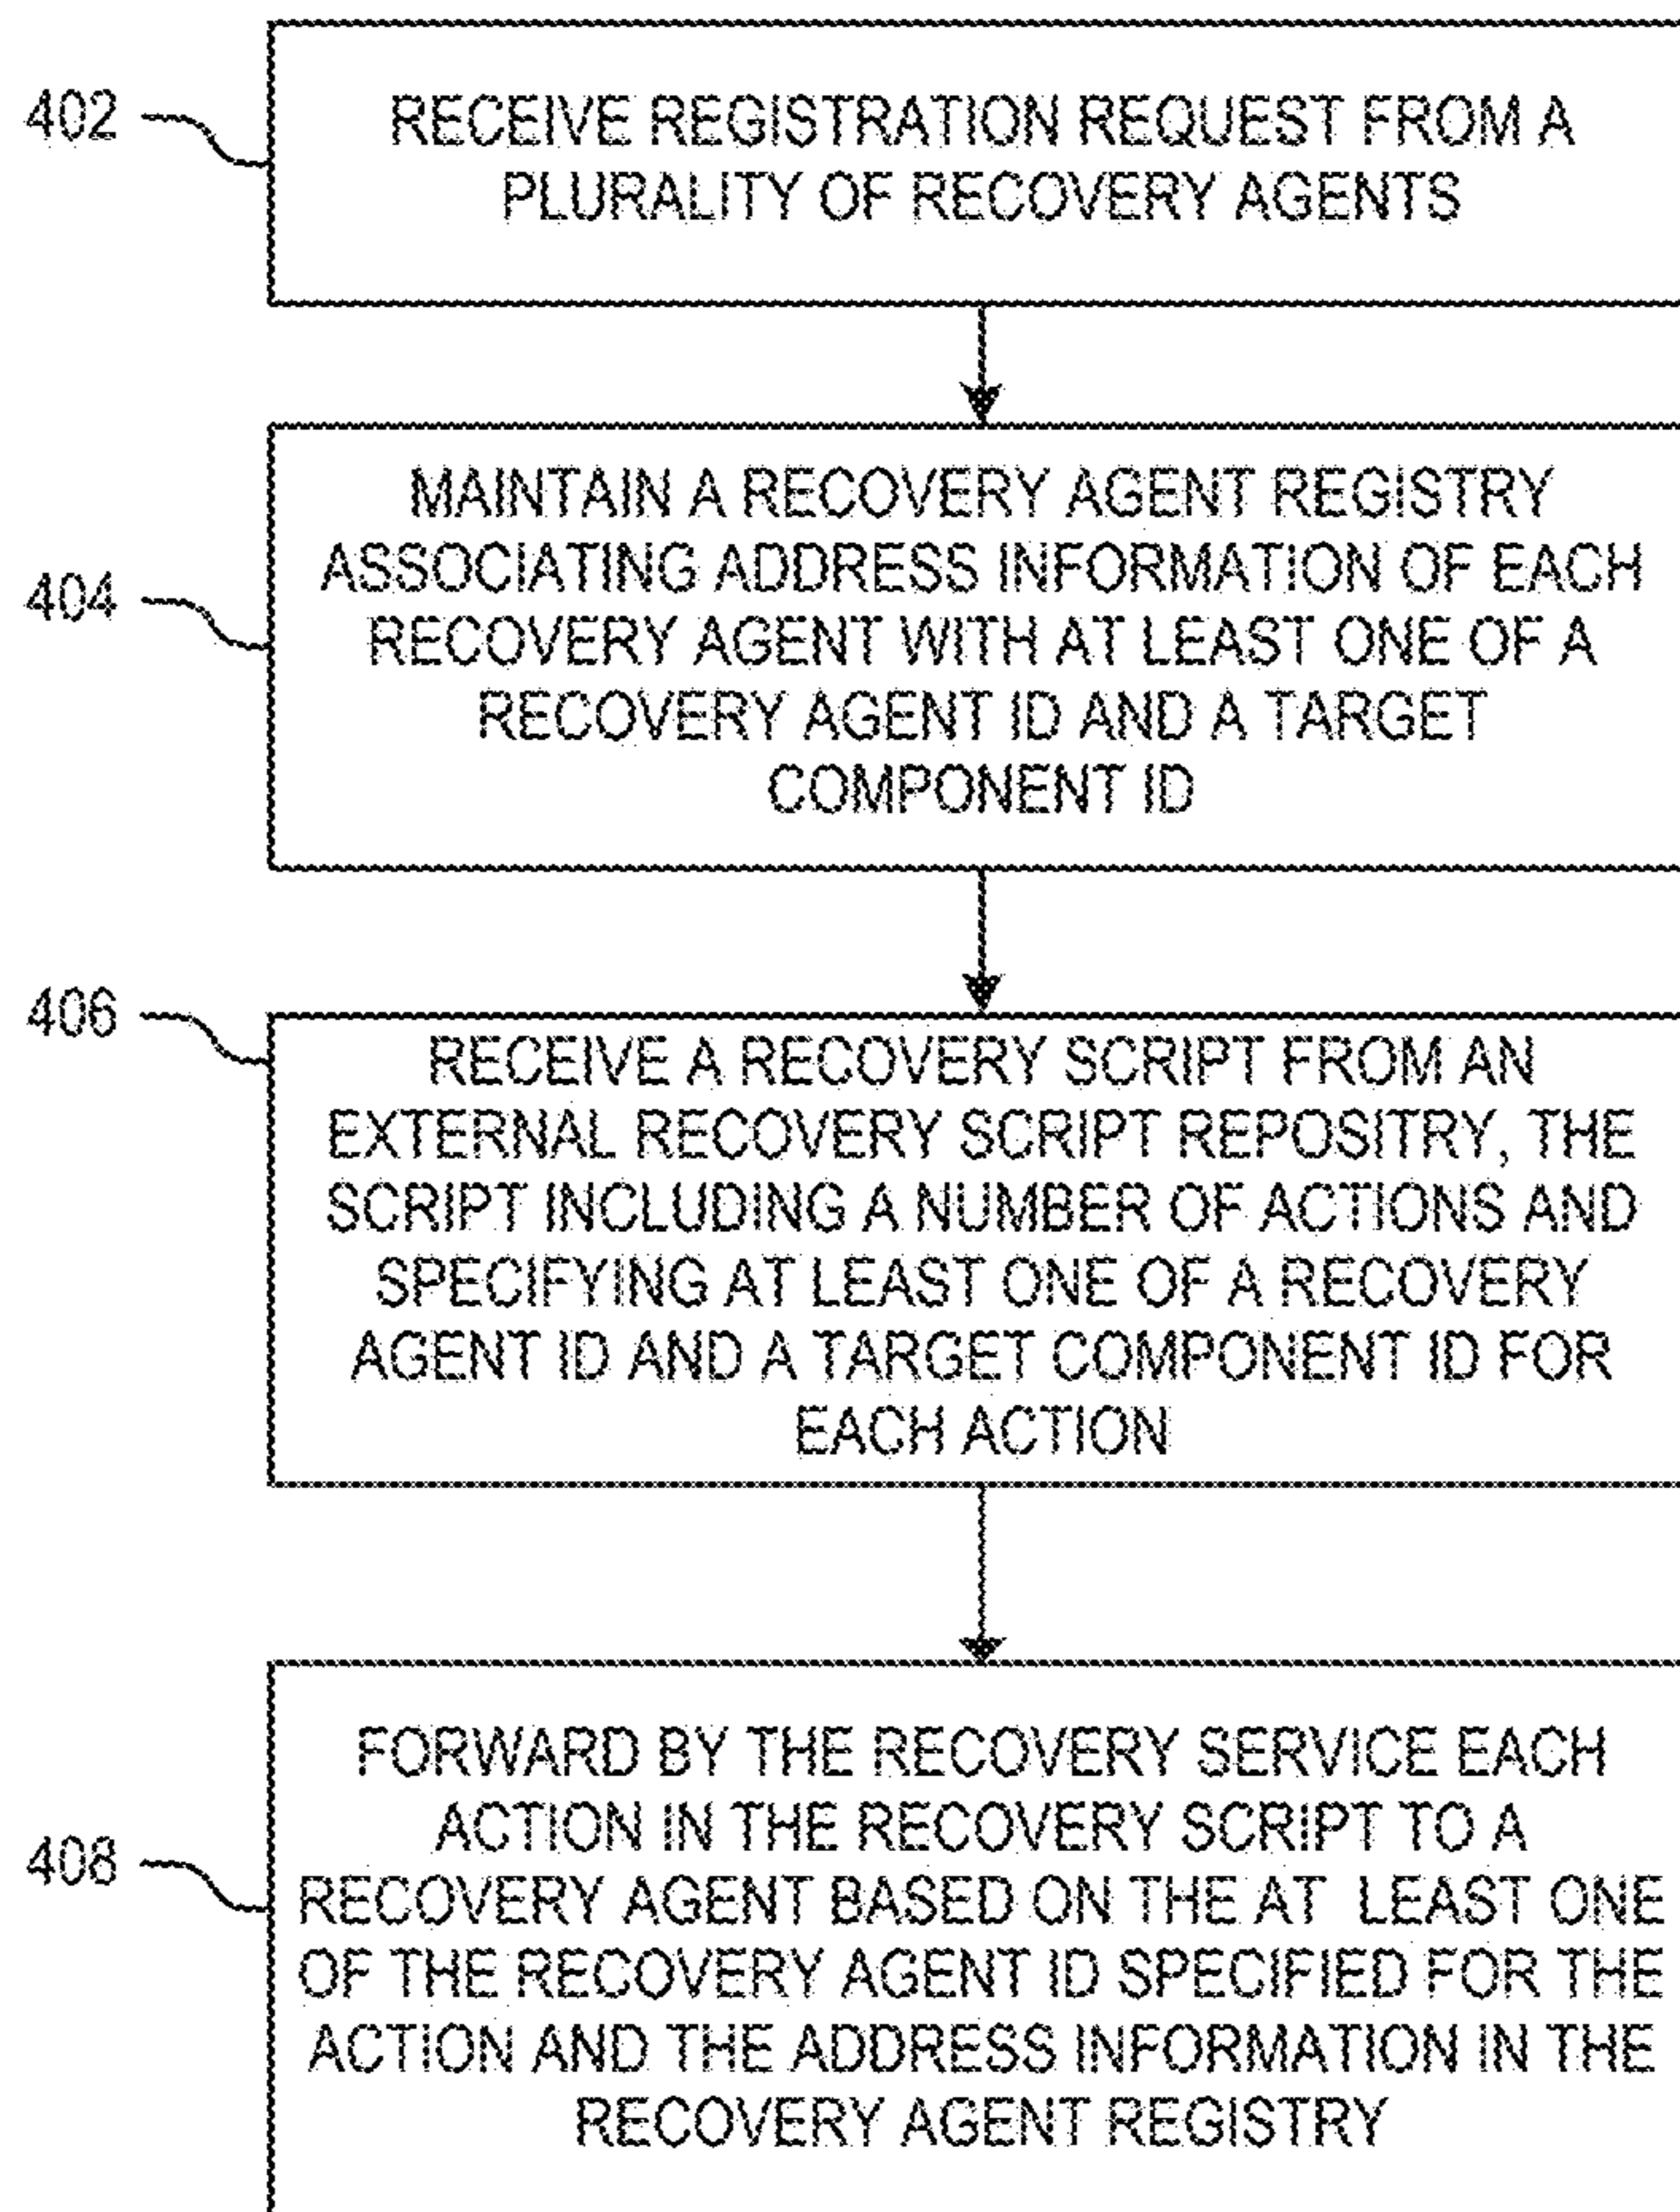 402
RECEIVE REGISTRATION REQUEST FROM A
PLURALITY OF RECOVERY AGENTS
404
MAINTAIN A RECOVERY AGENT REGISTRY
ASSOCIATING ADDRESS INFORMATION OF EACH
RECOVERY AGENT WITH AT LEAST ONE OF A
RECOVERY AGENT ID AND A TARGET
COMPONENT ID
406
RECEIVE A RECOVERY SCRIPT FROM AN
EXTERNAL RECOVERY SCRIPT REPOSITRY, THE
SCRIPT INCLUDING A NUMBER OF ACTIONS AND
SPECIFYING AT LEAST ONE OF A RECOVERY
AGENT ID AND A TARGET COMPONENT ID FOR
EACH ACTION
408
FORWARD BY THE RECOVERY SERVICE EACH
ACTION IN THE RECOVERY SCRIPT TO A
RECOVERY AGENT BASED ON THE AT LEAST ONE
OF THE RECOVERY AGENT ID SPECIFIED FOR THE
ACTION AND THE ADDRESS INFORMATION IN THE
RECOVERY AGENT REGISTRY